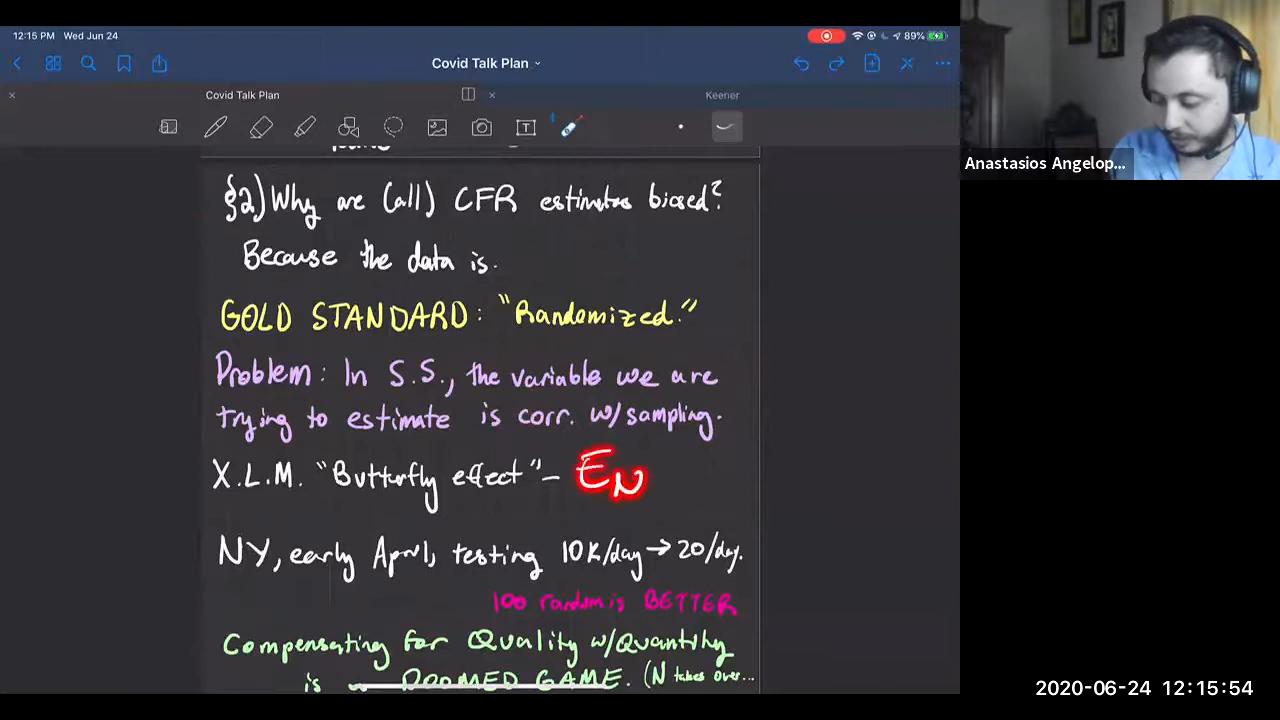 12:15 PM Wed Jun 24
89%
Covid Talk Plan
Covid Talk Plan
Keener
§2) Why are (all) CFR estimates biased?
Because the data is.
GOLD STANDARD: "Randomized."
Problem: In S.S., the variable we are
trying to estimate is corr. w/sampling.
X.L.M. "Butterfly effect" – EN
NY, early April, testing 10K/day → 20/day.
100 random is BETTER
Compensating for Quality w/Quantity
is a DOOMED GAME. (N takes over...
Anastasios Angelop...
2020-06-24 12:15:54